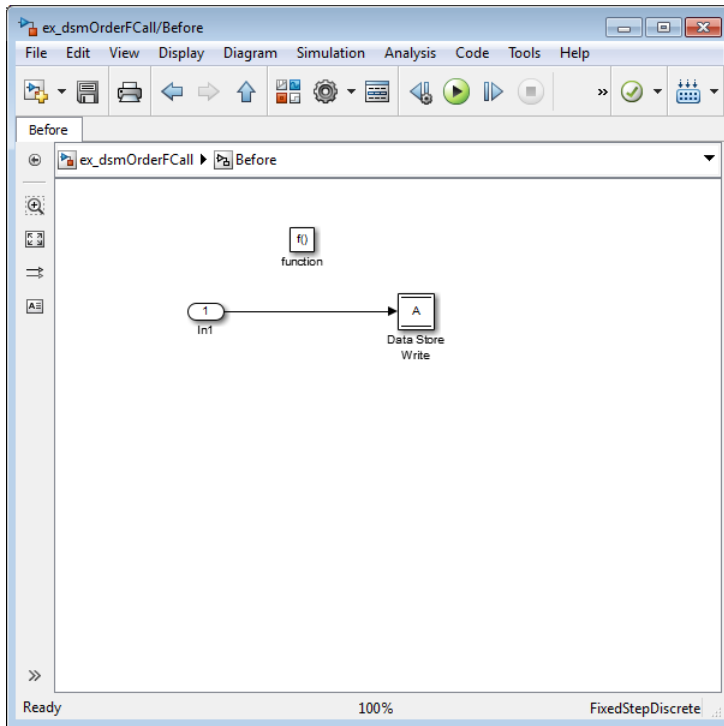 ex_dsmOrderFCall/Before
File Edit View Display Diagram Simulation Analysis Code Tools Help
»
Before
ex_dsmOrderFCall Before
f()
function
1
In1
A
Data Store
Write
A
»
Ready 100% FixedStepDiscrete